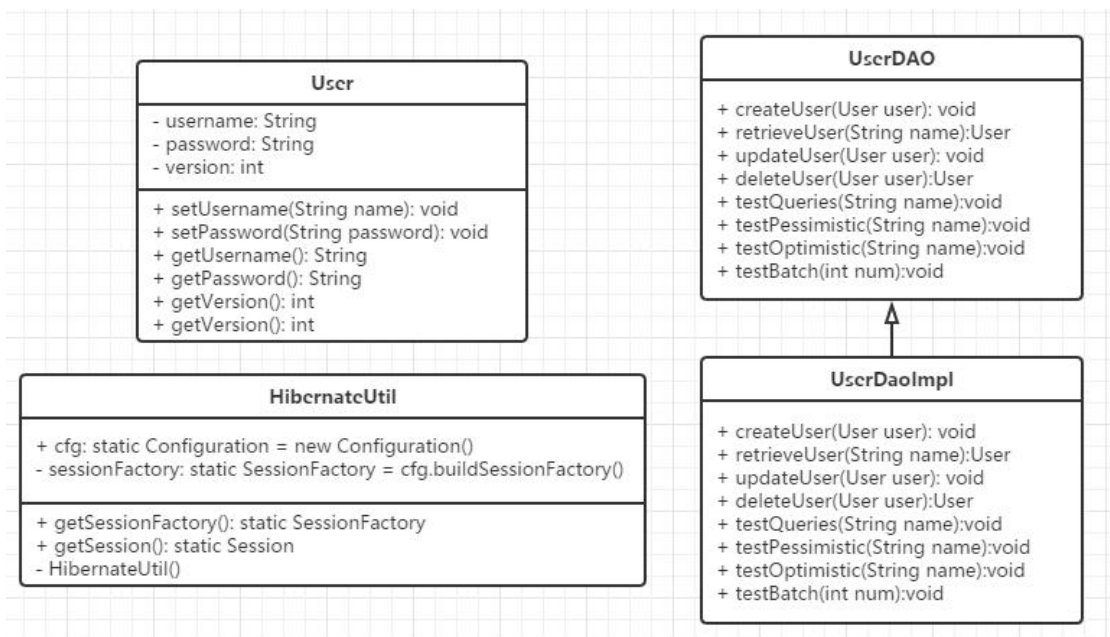 User
- username: String
- password: String
- version: int
+ setUsername(String name): void
+ setPassword(String password): void
+ getUsername(): String
+ getPassword(): String
+ getVersion(): int
+ getVersion(): int
HibernateUtil
+ cfg: static Configuration = new Configuration()
- sessionFactory: static SessionFactory = cfg.buildSessionFactory()
+ getSessionFactory(): static SessionFactory
+ getSession(): static Session
- HibernateUtil()
UserDAO
+ createUser(User user): void
+ retrieveUser(String name):User
+ updateUser(User user): void
+ deleteUser(User user):User
+ testQueries(String name):void
+ testPessimistic(String name):void
+ testOptimistic(String name):void
+ testBatch(int num):void
UserDaoImpl
+ createUser(User user): void
+ retrieveUser(String name):User
+ updateUser(User user): void
+ deleteUser(User user):User
+ testQueries(String name):void
+ testPessimistic(String name):void
+ testOptimistic(String name):void
+ testBatch(int num):void